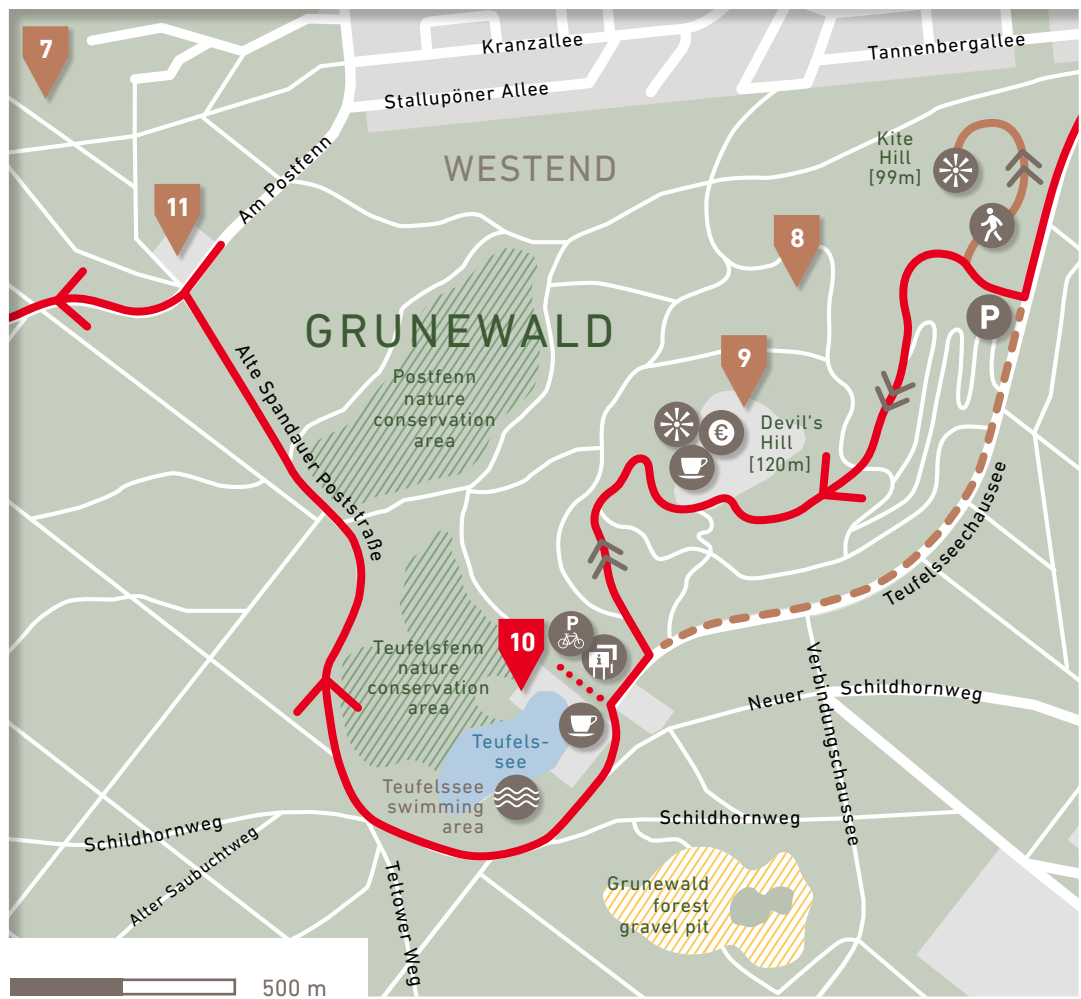 7
Kranzallee
Tannenbergallee
Stallupöner Allee
Kite
Hill
[99m]
WESTEND
Am Postfenn
11
8
P
GRUNEWALD
9
Alte Spandauer Poststraße
Postfenn
nature
conservation
area
€
Devil's
Hill
[120m]
Teufelsseechaussee
P
i
10
Teufelsfenn
nature
conservation
area
Verbindungschaussee
Neuer Schildhornweg
Teufels-
see
Teufelssee
swimming
area
Schildhornweg
Schildhornweg
Alter Saubuchtweg
Teltower Weg
Grunewald
forest
gravel pit
500 m